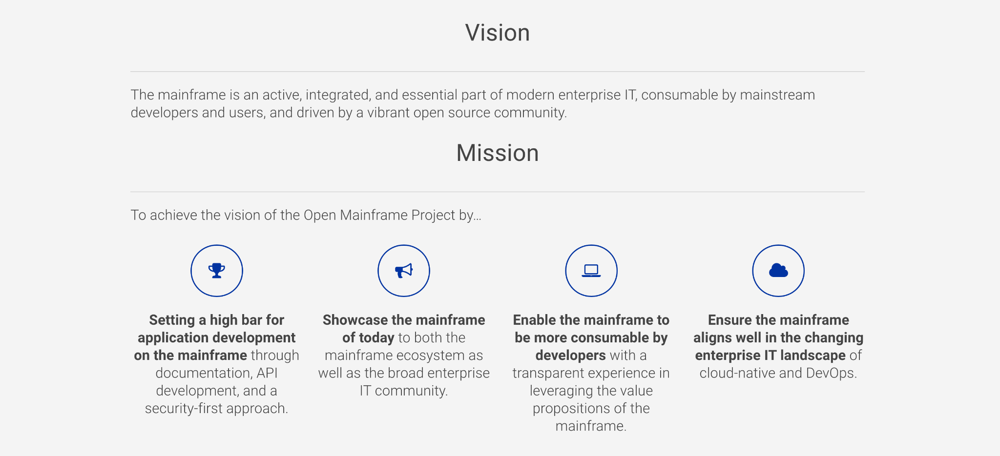 Vision
The mainframe is an active, integrated, and essential part of modern enterprise IT, consumable by mainstream
developers and users, and driven by a vibrant open source community.
Mission
To achieve the vision of the Open Mainframe Project by…
Setting a high bar for
application development
on the mainframe through
documentation, API
development, and a
security-first approach.
Showcase the mainframe
of today to both the
mainframe ecosystem as
well as the broad enterprise
IT community.
Enable the mainframe to
be more consumable by
developers with a
transparent experience in
leveraging the value
propositions of the
mainframe.
Ensure the mainframe
aligns well in the changing
enterprise IT landscape of
cloud-native and DevOps.